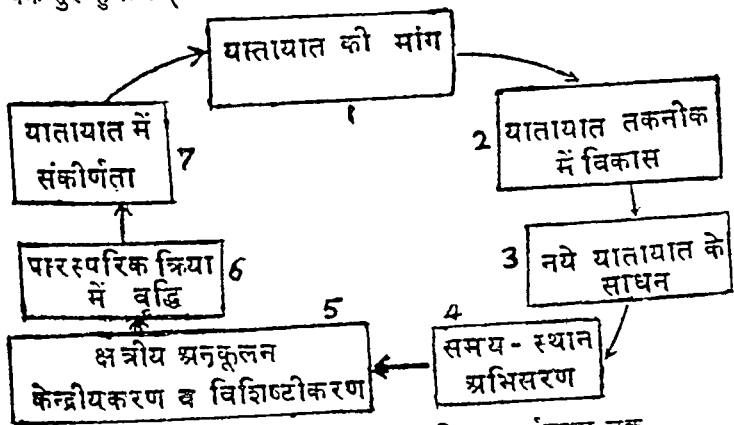 यातायात की मांग
1
2 यातायात तकनीक
में विकास
3 नये यातायात के
साधन
4
समय - स्थान
अभिसरण
5
क्षत्रीय अनुकूलन
केन्द्रीयकरण व विशिष्टीकरण
पारस्परिक क्रिया
में वृद्धि
6
यातायात में
संकीर्णता
7